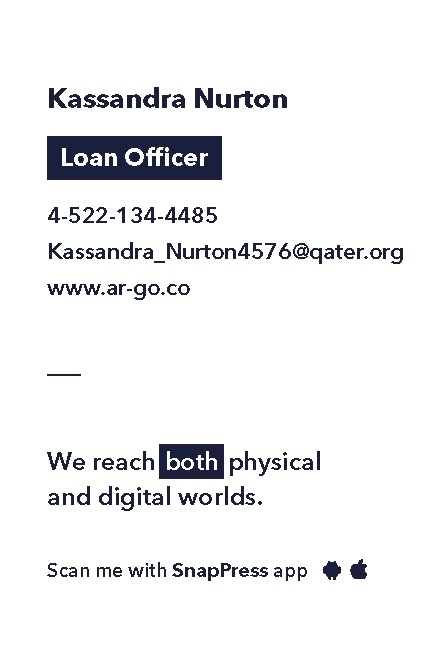 Kassandra Nurton
Loan Officer
4-522-134-4485
Kassandra_Nurton4576@qater.org
www.ar-go.co
We reach both physical
and digital worlds.
Scan me with SnapPress app